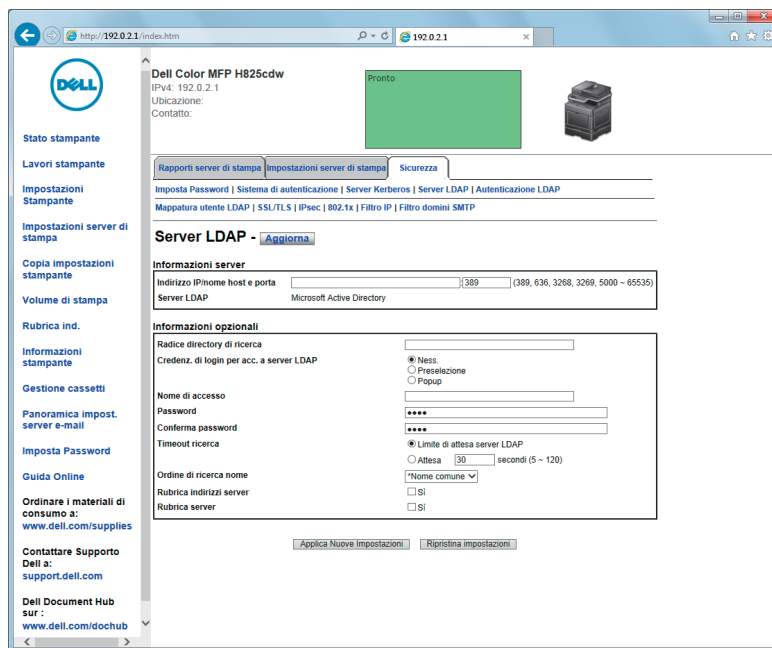 http://192.0.2.1/index.htm
192.0.2.1
DELL
Dell Color MFP H825cdw
IPv4: 192.0.2.1
Ubicazione:
Contatto:
Pronto
Stato stampante
Lavori stampante
Impostazioni
Stampante
Impostazioni server di
stampa
Copia impostazioni
stampante
Volume di stampa
Rubrica ind.
Informazioni
stampante
Gestione cassetti
Panoramica impost.
server e-mail
Imposta Password
Guida Online
Ordinare i materiali di
consumo a:
www.dell.com/supplies
Contattare Supporto
Dell a:
support.dell.com
Dell Document Hub
sur :
www.dell.com/dochub
Rapporti server di stampa Impostazioni server di stampa Sicurezza
Imposta Password | Sistema di autenticazione | Server Kerberos | Server LDAP | Autenticazione LDAP
Mappatura utente LDAP | SSL/TLS | IPsec | 802.1x | Filtro IP | Filtro domini SMTP
Server LDAP - Aggiorna
Informazioni server
Indirizzo IP/nome host e porta :389 (389, 636, 3268, 3269, 5000 ~ 65535)
Server LDAP Microsoft Active Directory
Informazioni opzionali
Radice directory di ricerca
Credenz. di login per acc. a server LDAP Ness.
Preselezione
Popup
Nome di accesso
Password ••••
Conferma password ••••
Timeout ricerca Limite di attesa server LDAP
Attesa 30 secondi (5 ~ 120)
Ordine di ricerca nome *Nome comune
Rubrica indirizzi server Sì
Rubrica server Sì
Applica Nuove Impostazioni Ripristina impostazioni